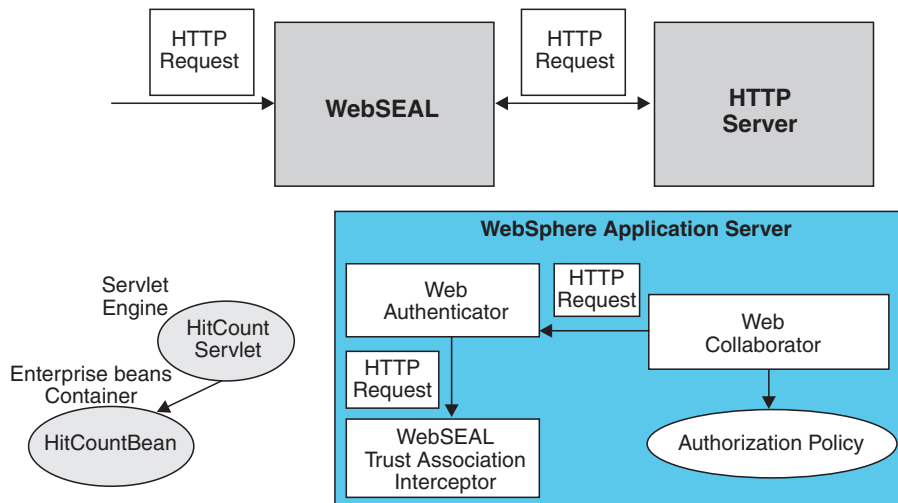 HTTP
Request
WebSEAL
HTTP
Request
HTTP
Server
WebSphere Application Server
Servlet
Engine
HitCount
Servlet
Enterprise beans
Container
HitCountBean
Web
Authenticator
HTTP
Request
Web
Collaborator
HTTP
Request
WebSEAL
Trust Association
Interceptor
Authorization Policy